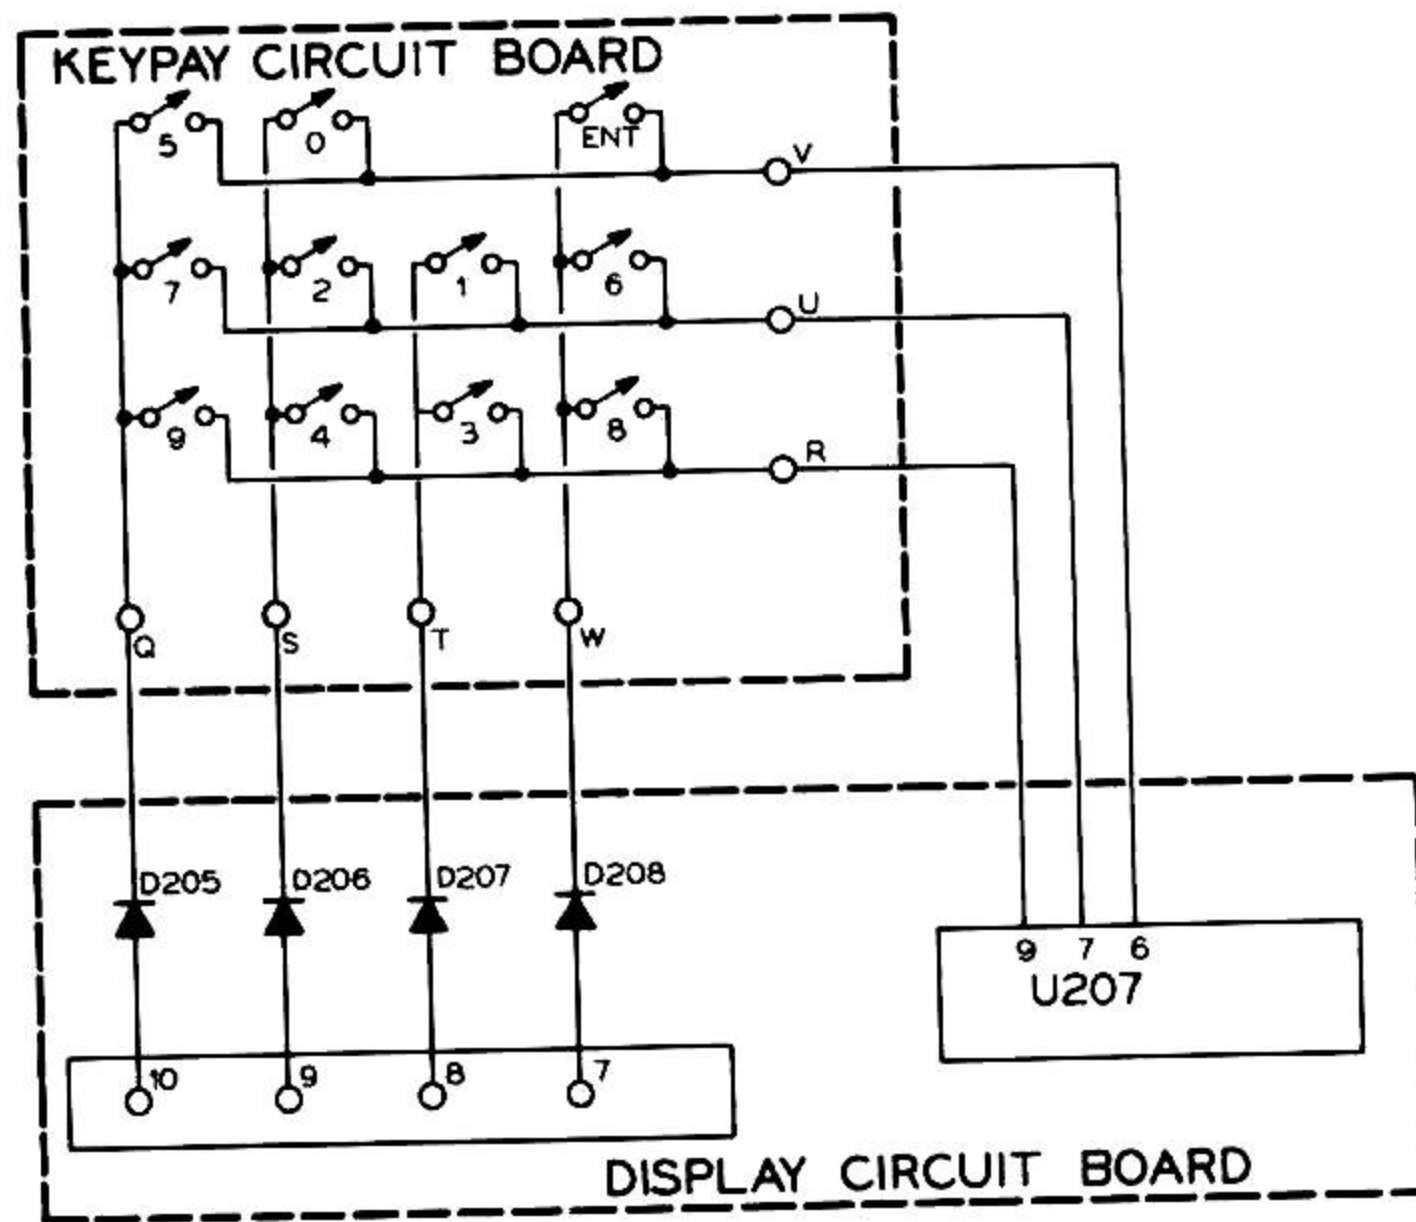 KEYPAY CIRCUIT BOARD
5 0 ENT V
7 2 1 6 U
9 4 3 8 R
Q S T W
D205 D206 D207 D208
9 7 6
U207
10 9 8 7
DISPLAY CIRCUIT BOARD